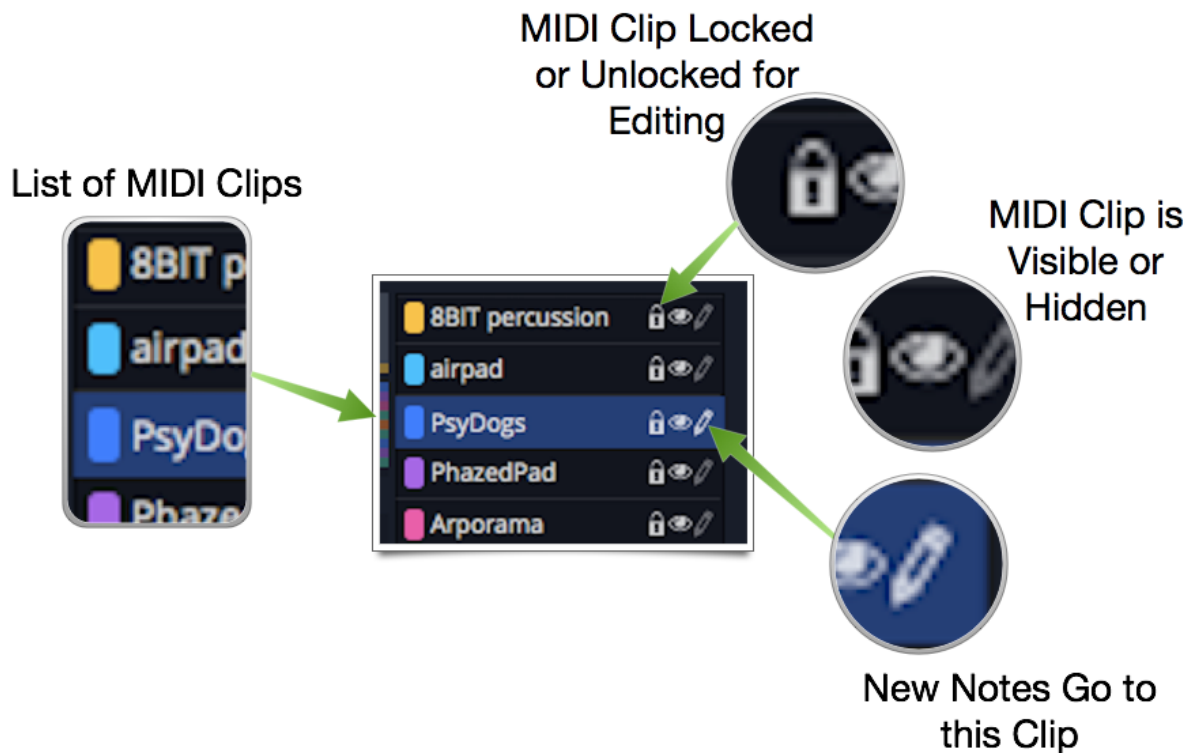 MIDI Clip Locked
or Unlocked for
Editing
List of MIDI Clips
MIDI Clip is
Visible or
Hidden
8BIT p
airpad
PsyDo
Phaze
8BIT percussion
airpad
PsyDogs
PhazedPad
Arporama
New Notes Go to
this Clip